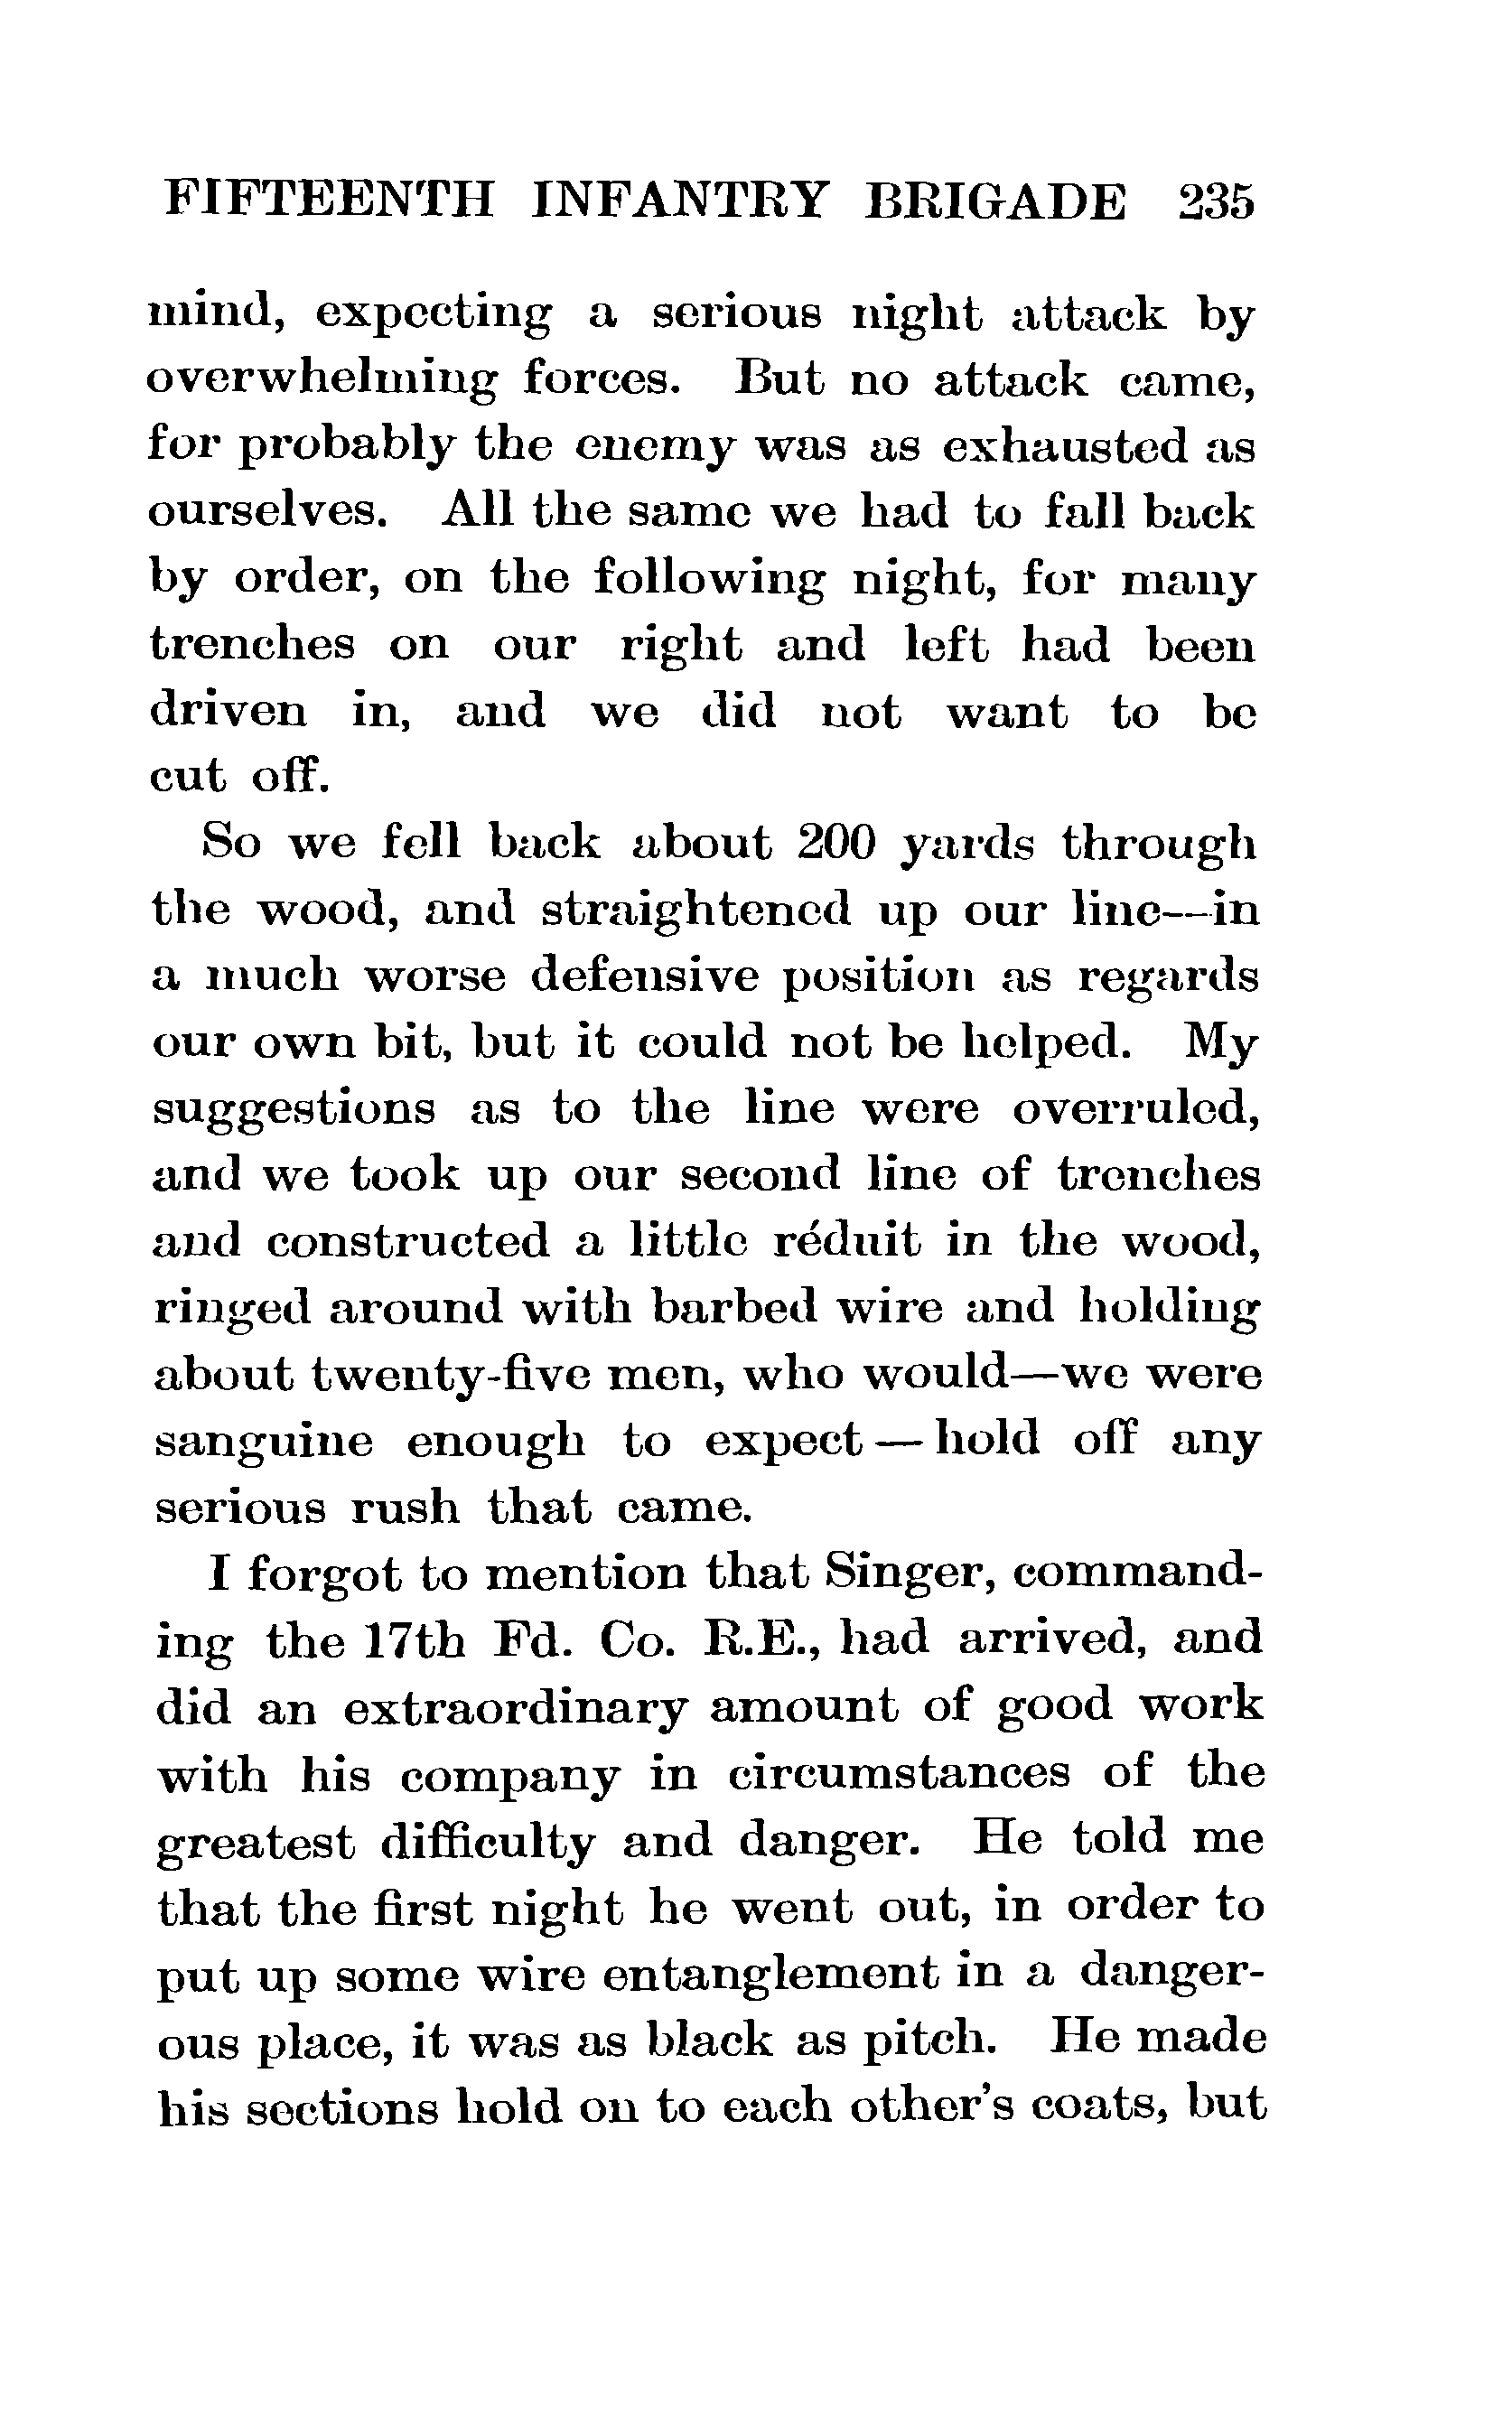 FIFTEENTH INFANTRY BRIGADE 235
mind, expecting a serious night attack by
overwhelming forces. But no attack came,
for probably the enemy was as exhausted as
ourselves. All the same we had to fall back
by order, on the following night, for many
trenches on our right and left had been
driven in, and we did not want to be
cut off.
So we fell back about 200 yards through
the wood, and straightened up our line—in
a much worse defensive position as regards
our own bit, but it could not be helped. My
suggestions as to the line were overruled,
and we took up our second line of trenches
and constructed a little réduit in the wood,
ringed around with barbed wire and holding
about twenty-five men, who would—we were
sanguine enough to expect — hold off any
serious rush that came.
I forgot to mention that Singer, command-
ing the 17th Fd. Co. R.E., had arrived, and
did an extraordinary amount of good work
with his company in circumstances of the
greatest difficulty and danger. He told me
that the first night he went out, in order to
put up some wire entanglement in a danger-
ous place, it was as black as pitch. He made
his sections hold on to each other's coats, but